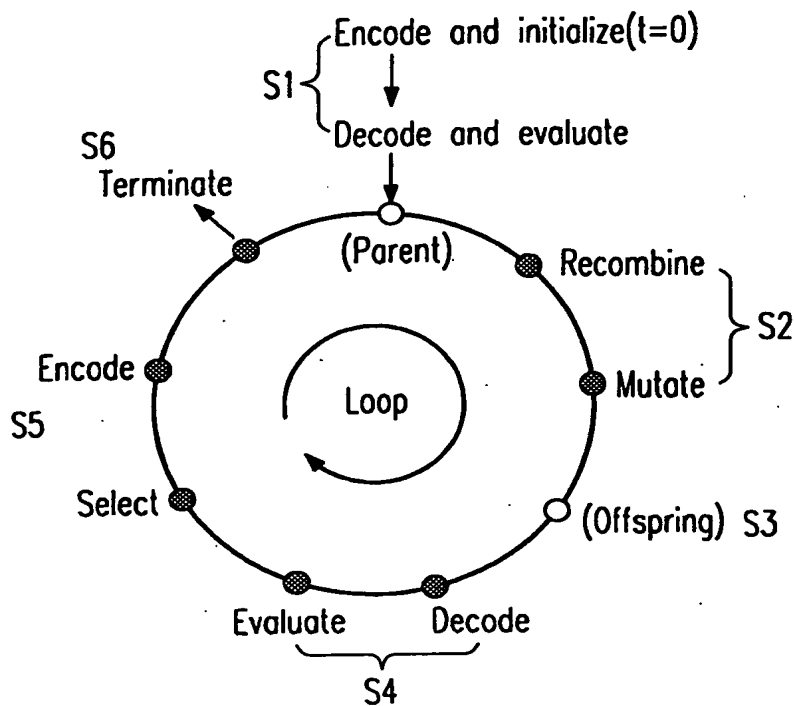 Encode and initialize(t=0)
S1
Decode and evaluate
S6
Terminate
(Parent)
Recombine
S2
Encode
Loop
Mutate
S5
Select
(Offspring) S3
Evaluate
Decode
S4